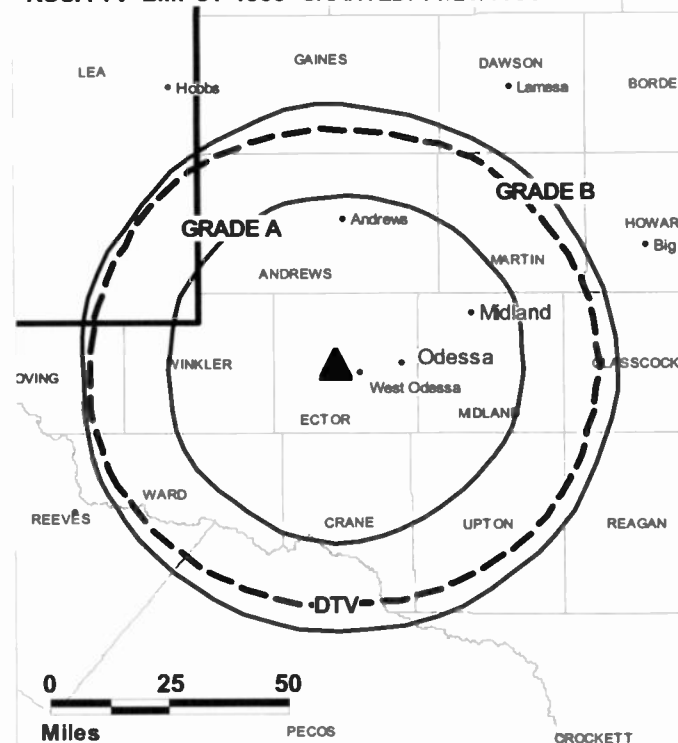 LEA
GAINES
DAWSON
Hobbs
Lamesa
BORDE
GRADE B
GRADE A
Andrews
HOWAR
Big
MARTIN
ANDREWS
Midland
Odessa
OVING
WINKLER
GLASSCOCK
West Odessa
ECTOR
MIDLAND
WARD
REEVES
CRANE
UPTON
REAGAN
DTV
0 25 50
Miles
PECOS
CROCKETT